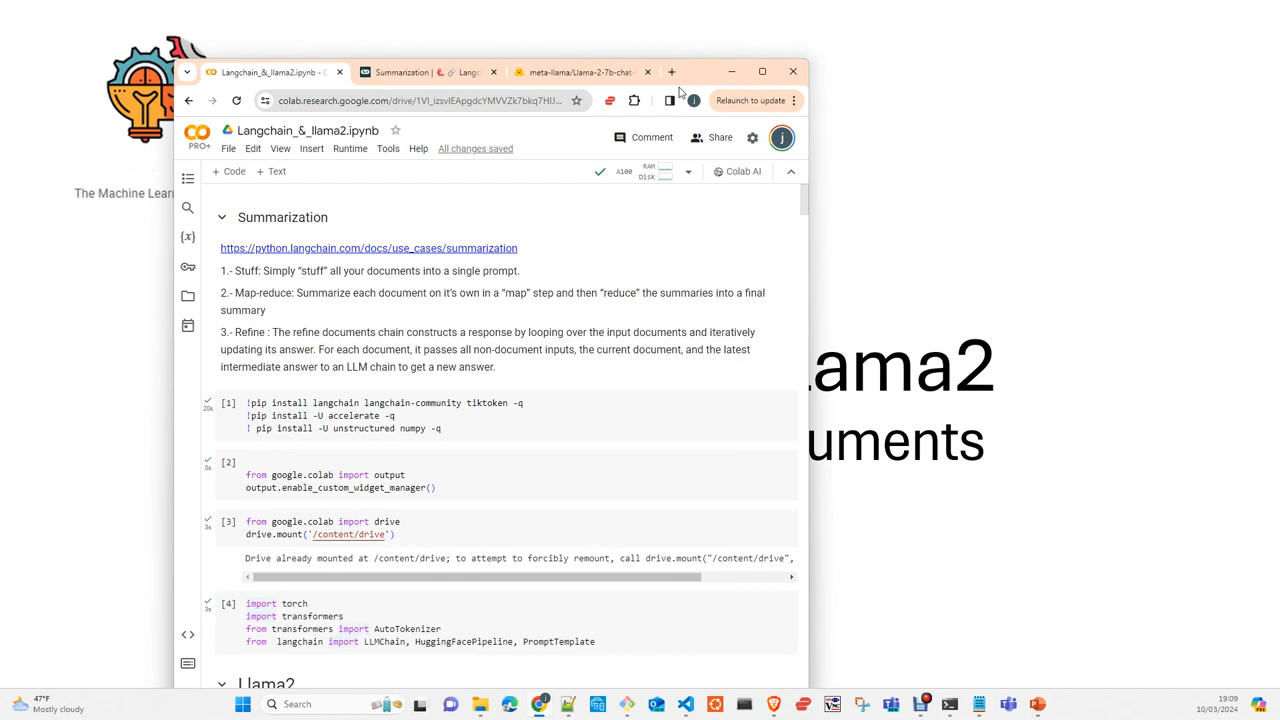 Langchain_&_llama2.ipynb - C
Summarization | 🦜️🔗 Langc
meta-llama/Llama-2-7b-chat-
Relaunch to update
Langchain_&_llama2.ipynb
PRO+
File Edit View Insert Runtime Tools Help All changes saved
Comment Share
j
+ Code + Text
A100 RAM Disk
Colab AI
The Machine Learn
Summarization
https://python.langchain.com/docs/use_cases/summarization
1.- Stuff: Simply “stuff” all your documents into a single prompt.
2.- Map-reduce: Summarize each document on it’s own in a “map” step and then “reduce” the summaries into a final
summary
3.- Refine : The refine documents chain constructs a response by looping over the input documents and iteratively
updating its answer. For each document, it passes all non-document inputs, the current document, and the latest
intermediate answer to an LLM chain to get a new answer.
lama2
uments
[1] !pip install langchain langchain-community tiktoken -q
20s
!pip install -U accelerate -q
! pip install -U unstructured numpy -q
[2]
0s
from google.colab import output
output.enable_custom_widget_manager()
[3] from google.colab import drive
3s
drive.mount('/content/drive')
Drive already mounted at /content/drive; to attempt to forcibly remount, call drive.mount("/content/drive",
[4] import torch
3s
import transformers
from transformers import AutoTokenizer
from langchain import LLMChain, HuggingFacePipeline, PromptTemplate
Llama2
47°F
Mostly cloudy
Search
19:09
10/03/2024